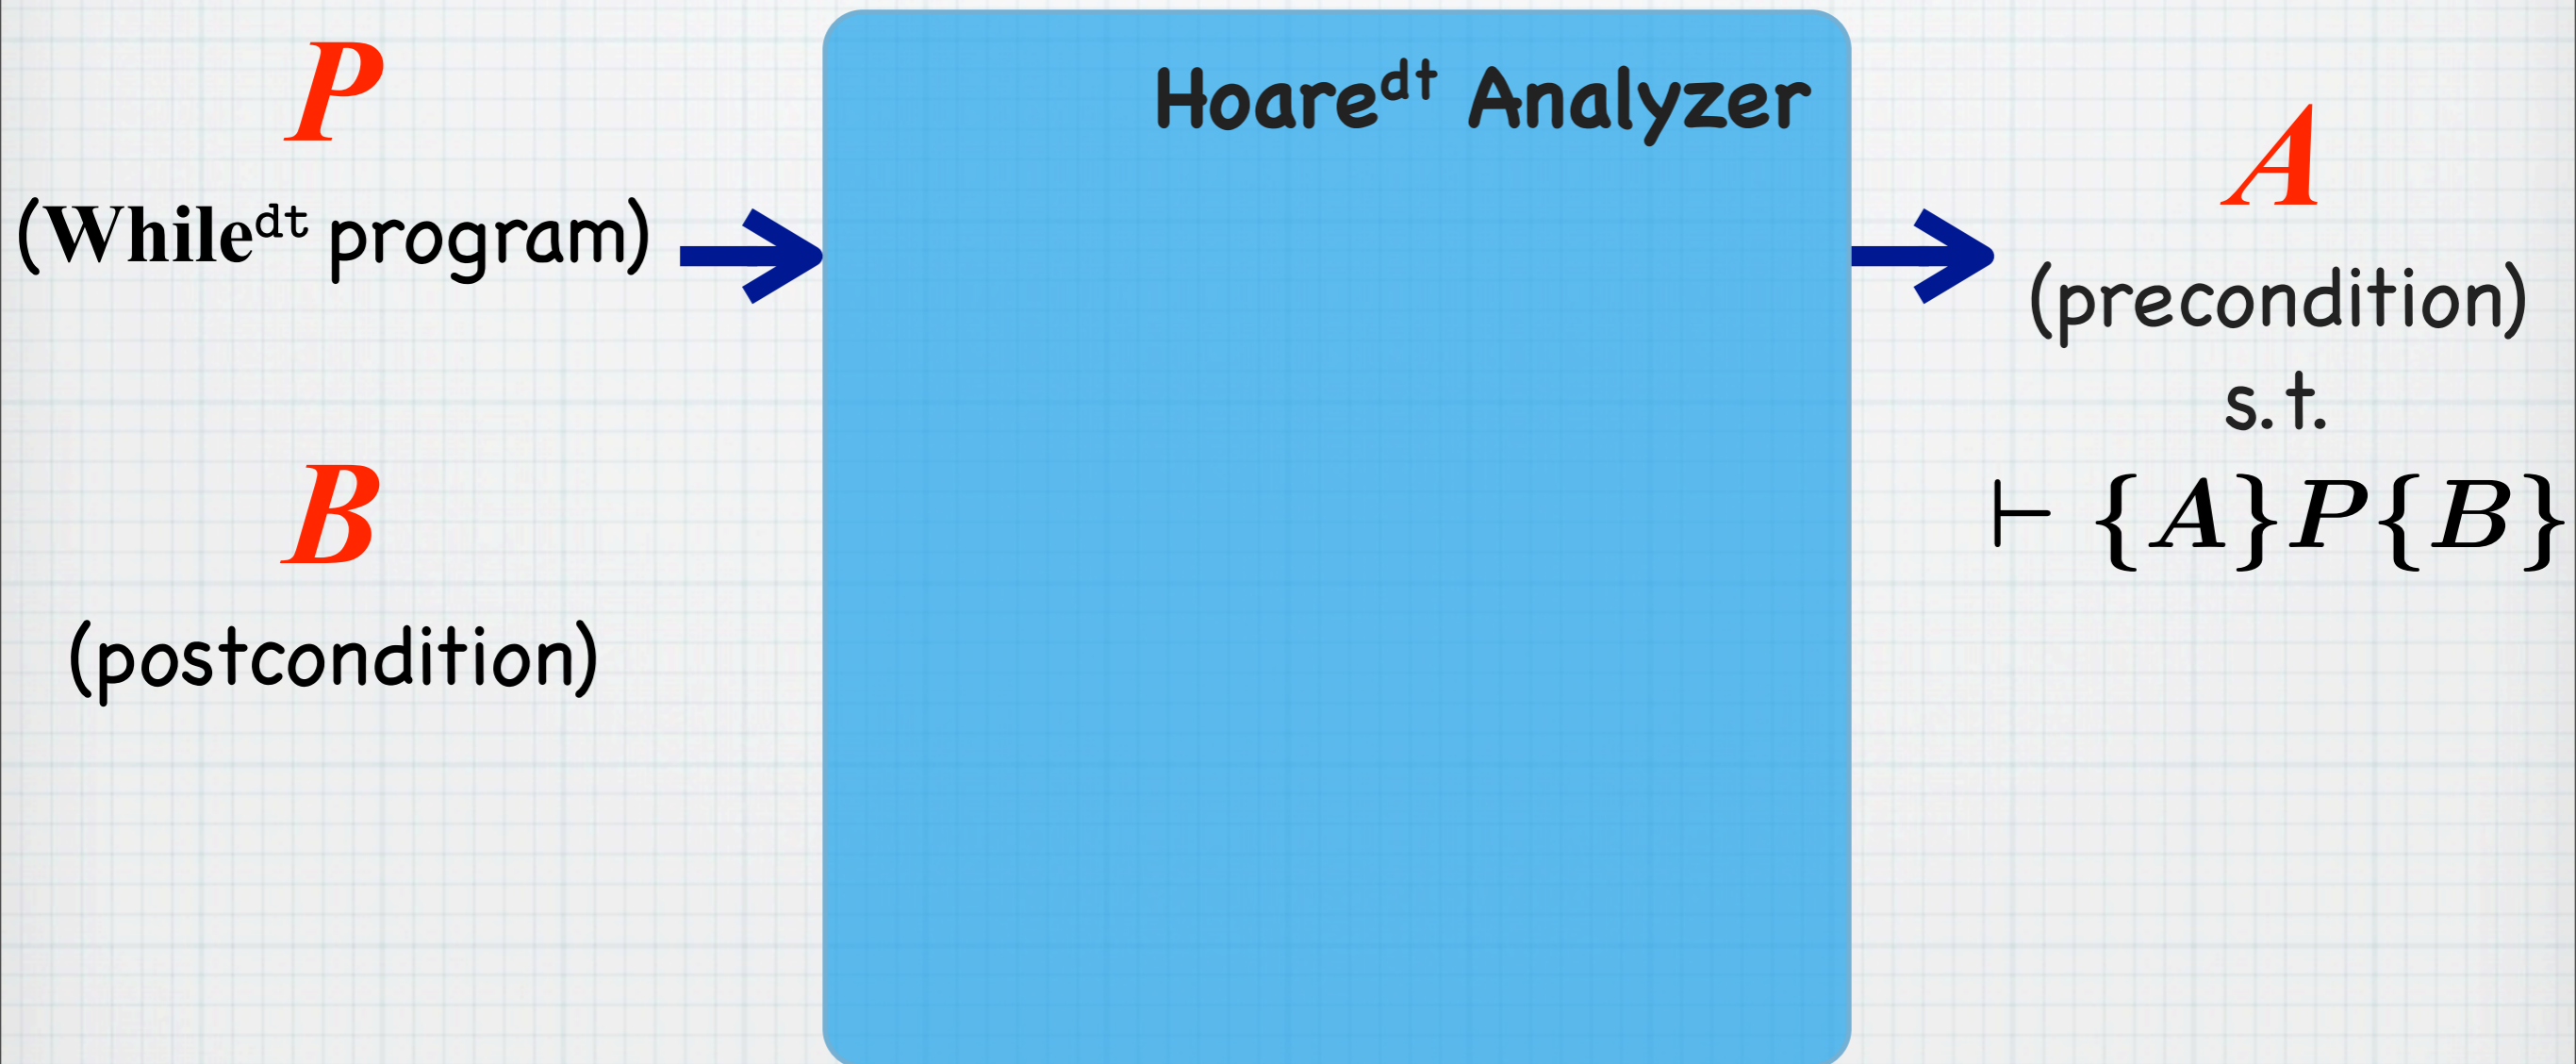 P
(While^dt program)
B
(postcondition)
Hoare^dt Analyzer
A
(precondition)
s.t.
⊢ {A}P{B}